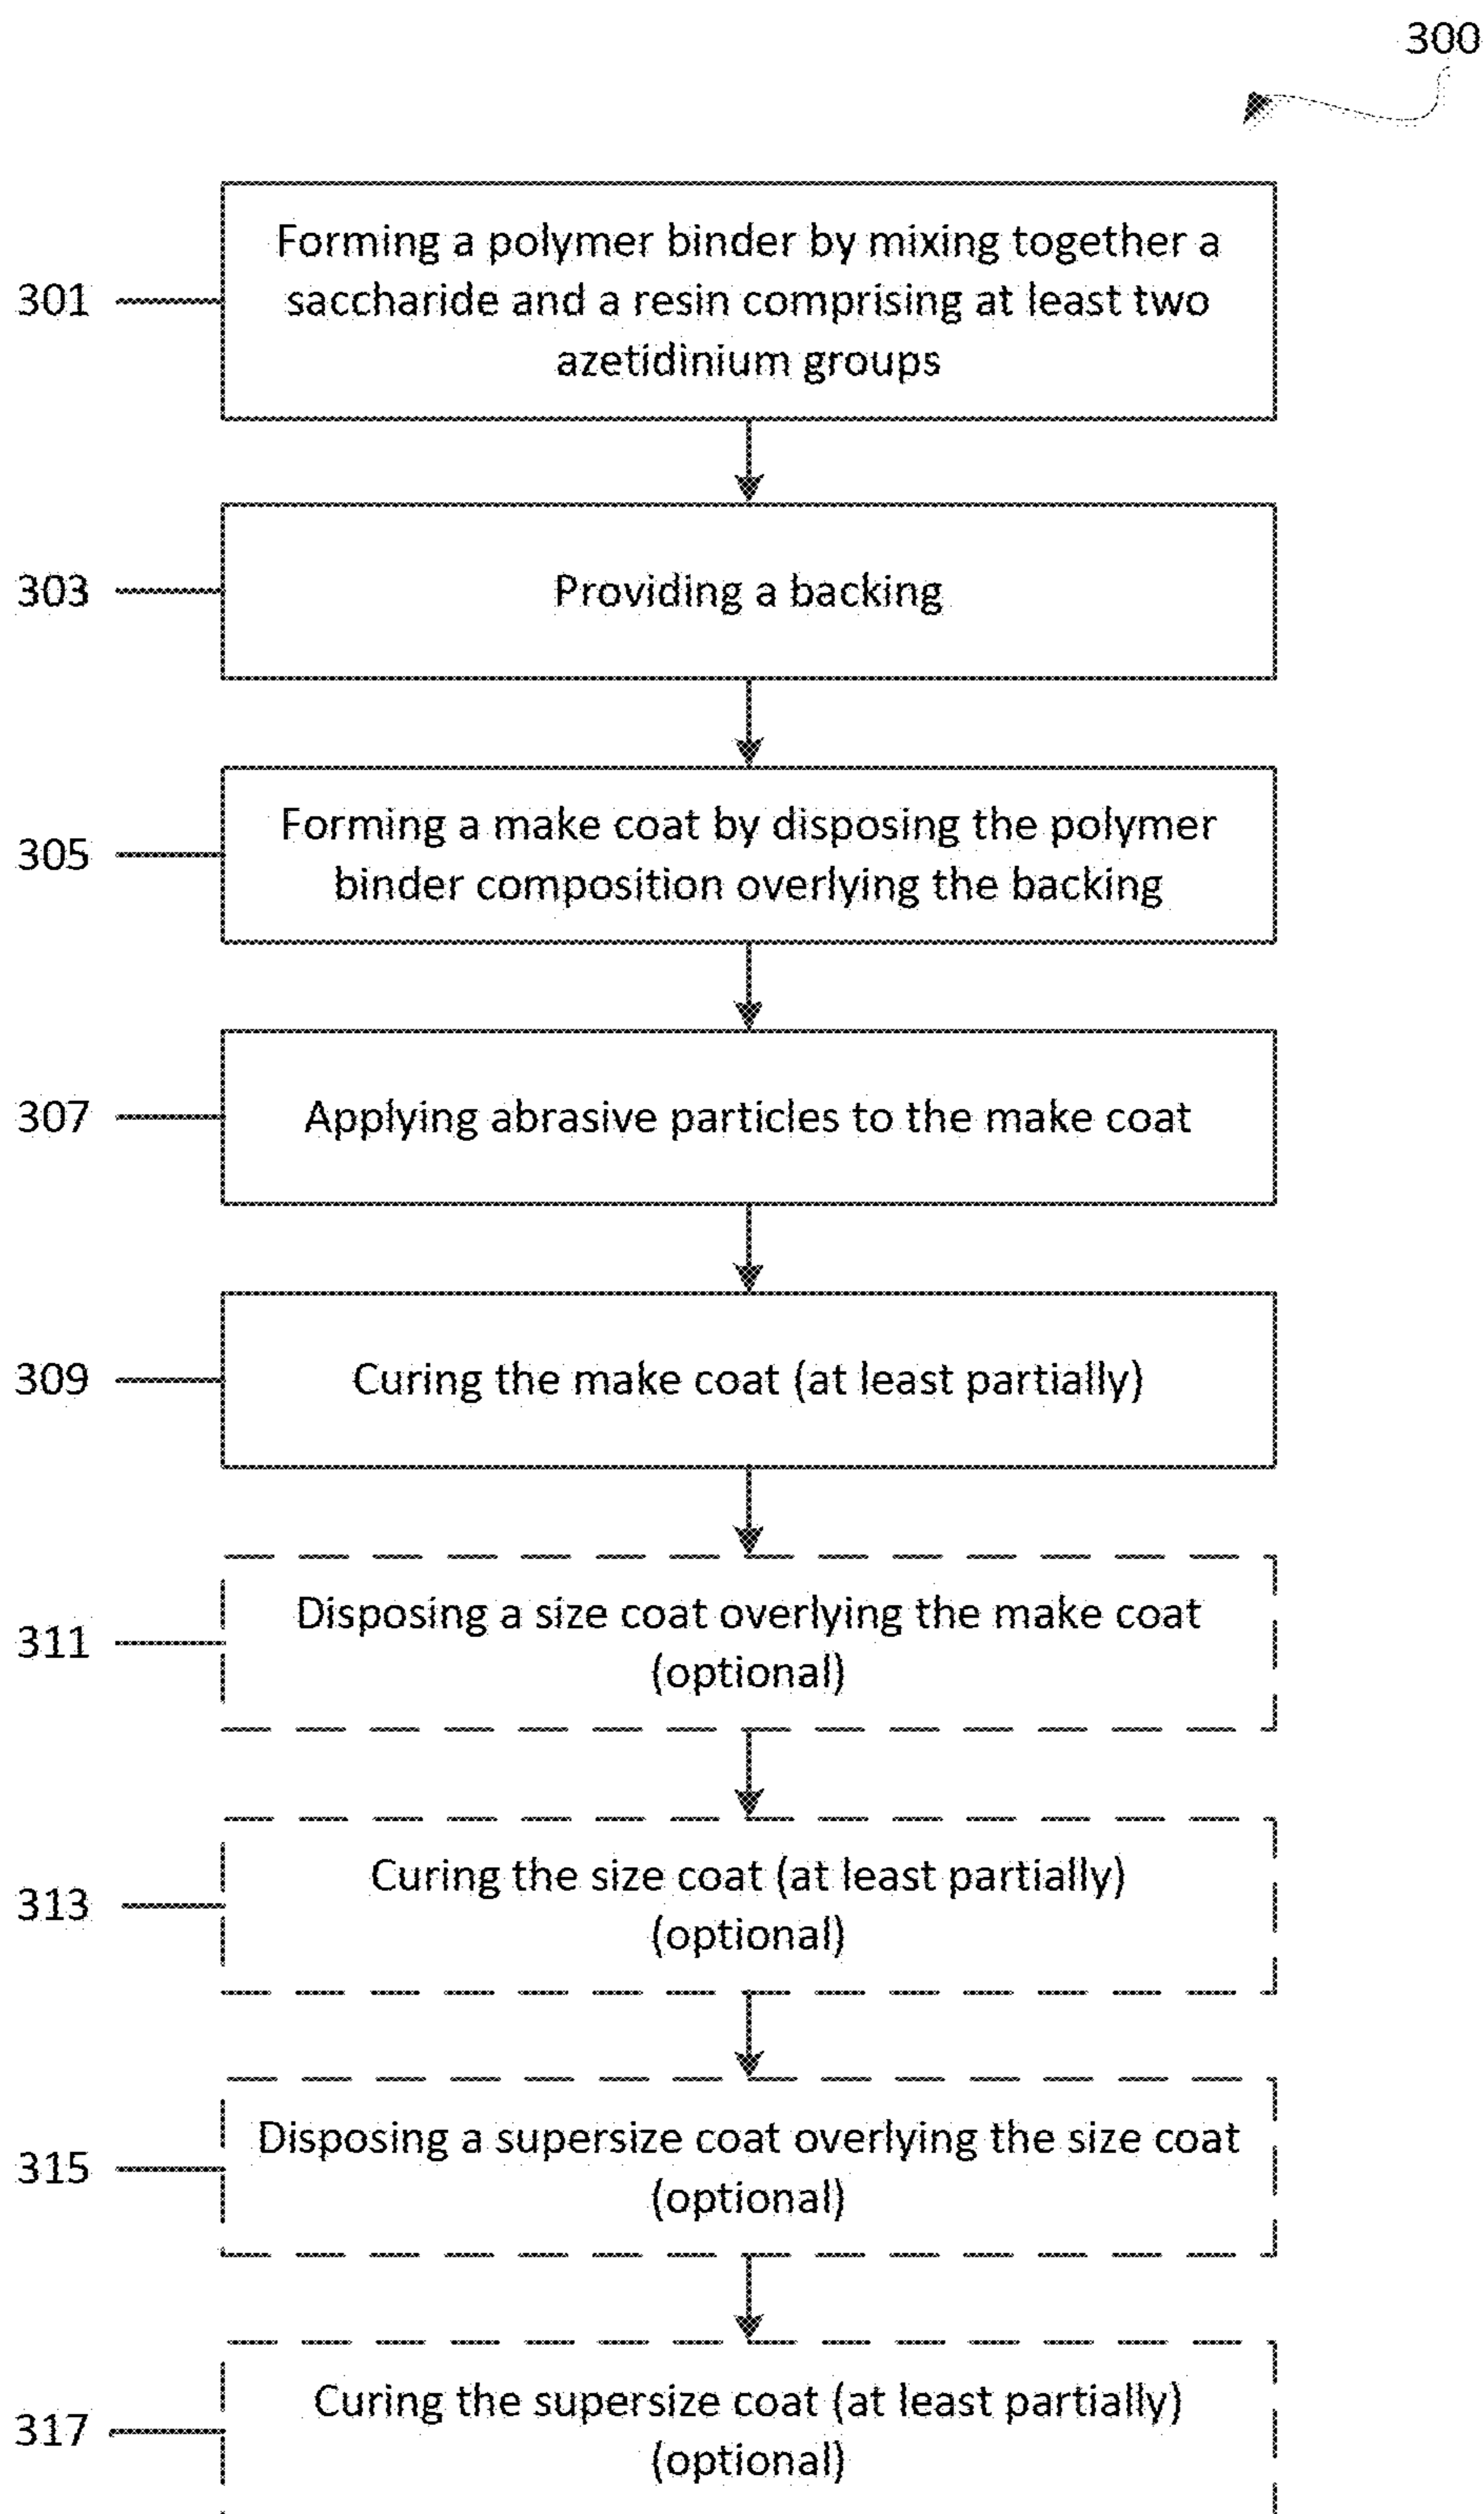 300
301
Forming a polymer binder by mixing together a
saccharide and a resin comprising at least two
azetidinium groups
303
Providing a backing
305
Forming a make coat by disposing the polymer
binder composition overlying the backing
307
Applying abrasive particles to the make coat
309
Curing the make coat (at least partially)
311
Disposing a size coat overlying the make coat
(optional)
313
Curing the size coat (at least partially)
(optional)
315
Disposing a supersize coat overlying the size coat
(optional)
317
Curing the supersize coat (at least partially)
(optional)